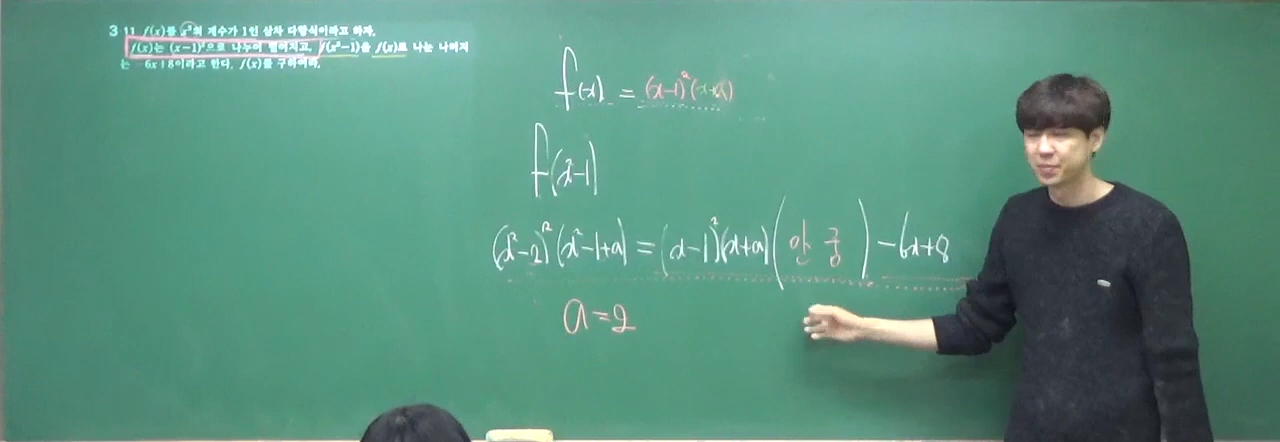 3 11 f(x)를 x³의 계수가 1인 삼차 다항식이라고 하자.
f(x)는 (x-1)²으로 나누어 떨어지고, f(x²-1)을 f(x)로 나눈 나머지
는 -6x+8이라고 한다. f(x)를 구하여라.
f(x) = (x-1)²(x+a)
f(x²-1)
(x²-2)²(x²-1+a) = (x-1)²(x+a)(안 궁) -6x+8
a=2